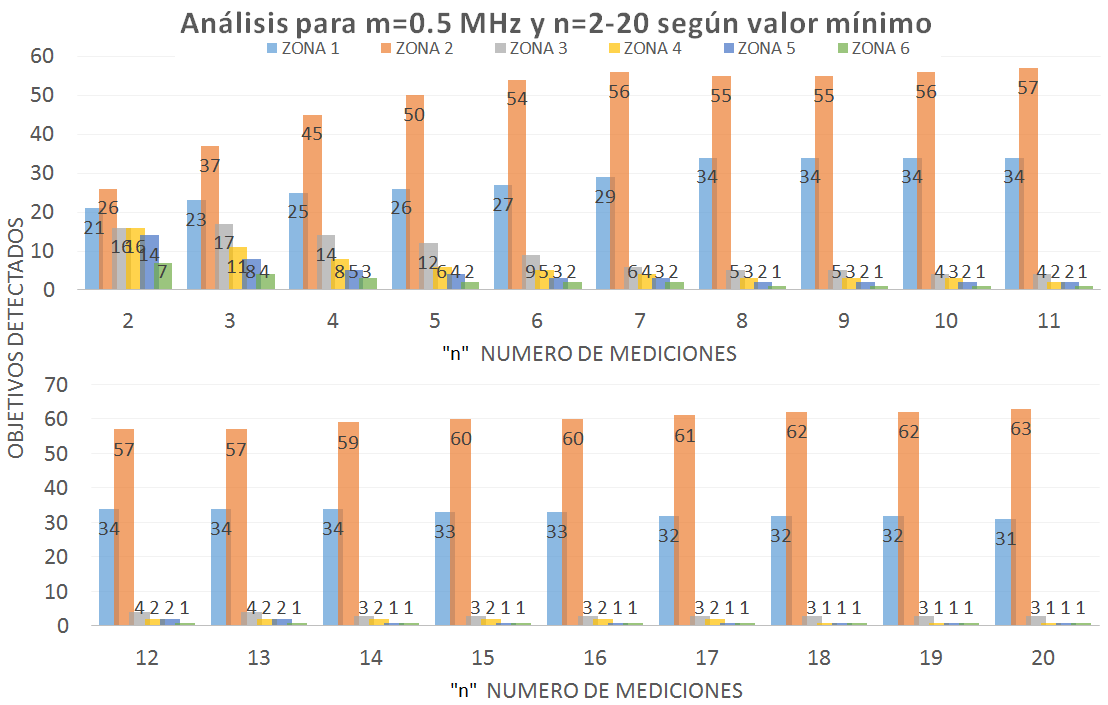 Análisis para m=0.5 MHz y n=2-20 según valor mínimo
ZONA 1 ZONA 2 ZONA 3 ZONA 4 ZONA 5 ZONA 6
OBJETIVOS DETECTADOS
60
50
40
30
20
10
0
21 26 16 16 14 7
23 37 17 11 8 4
25 45 14 8 5 3
26 50 12 6 4 2
27 54 9 5 3 2
29 56 6 4 3 2
34 55 5 3 2 1
34 55 5 3 2 1
34 56 4 3 2 1
34 57 4 2 2 1
2 3 4 5 6 7 8 9 10 11
"n" NUMERO DE MEDICIONES
70
60
50
40
30
20
10
0
34 57 4 2 2 1
34 57 4 2 2 1
34 59 3 2 1 1
33 60 3 2 1 1
33 60 3 2 1 1
32 61 3 2 1 1
32 62 3 1 1 1
32 62 3 1 1 1
31 63 3 1 1 1
12 13 14 15 16 17 18 19 20
"n" NUMERO DE MEDICIONES